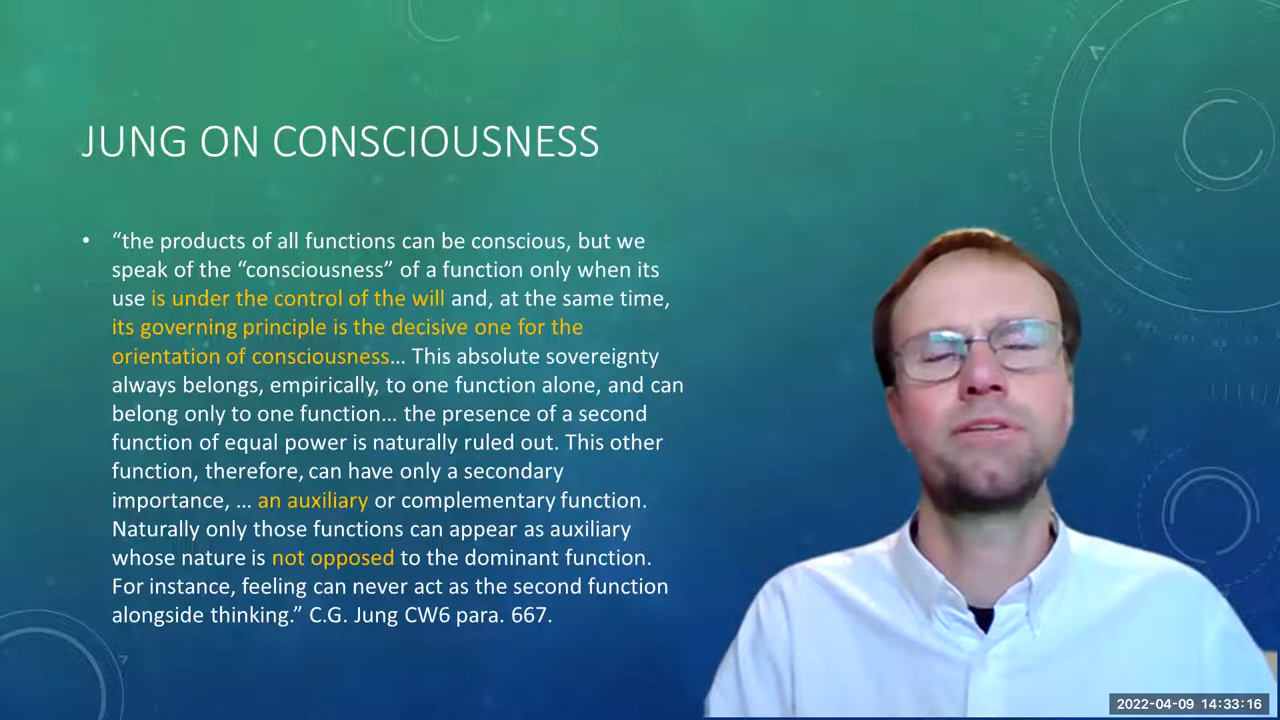 JUNG ON CONSCIOUSNESS
• “the products of all functions can be conscious, but we
speak of the “consciousness” of a function only when its
use is under the control of the will and, at the same time,
its governing principle is the decisive one for the
orientation of consciousness… This absolute sovereignty
always belongs, empirically, to one function alone, and can
belong only to one function… the presence of a second
function of equal power is naturally ruled out. This other
function, therefore, can have only a secondary
importance, … an auxiliary or complementary function.
Naturally only those functions can appear as auxiliary
whose nature is not opposed to the dominant function.
For instance, feeling can never act as the second function
alongside thinking.” C.G. Jung CW6 para. 667.
2022-04-09 14:33:16